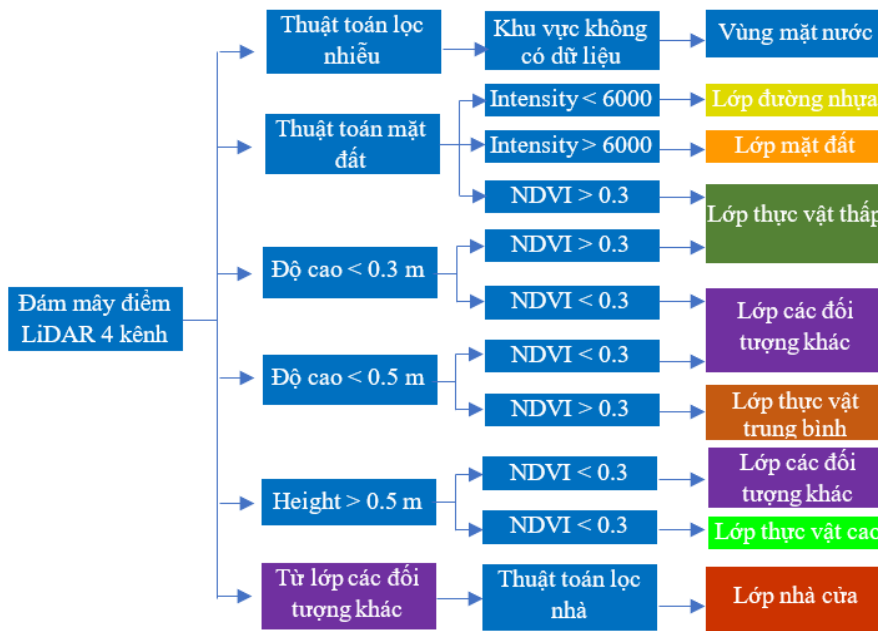 Đám mây điểm
LiDAR 4 kênh
Thuật toán lọc
nhiễu
Khu vực không
có dữ liệu
Vùng mặt nước
Thuật toán mặt
đất
Intensity < 6000
Lớp đường nhựa
Intensity > 6000
Lớp mặt đất
NDVI > 0.3
Lớp thực vật thấp
Độ cao < 0.3 m
NDVI > 0.3
NDVI < 0.3
Lớp các đối
tượng khác
Độ cao < 0.5 m
NDVI < 0.3
NDVI > 0.3
Lớp thực vật
trung bình
Height > 0.5 m
NDVI < 0.3
Lớp các đối
tượng khác
NDVI < 0.3
Lớp thực vật cao
Từ lớp các đối
tượng khác
Thuật toán lọc
nhà
Lớp nhà cửa